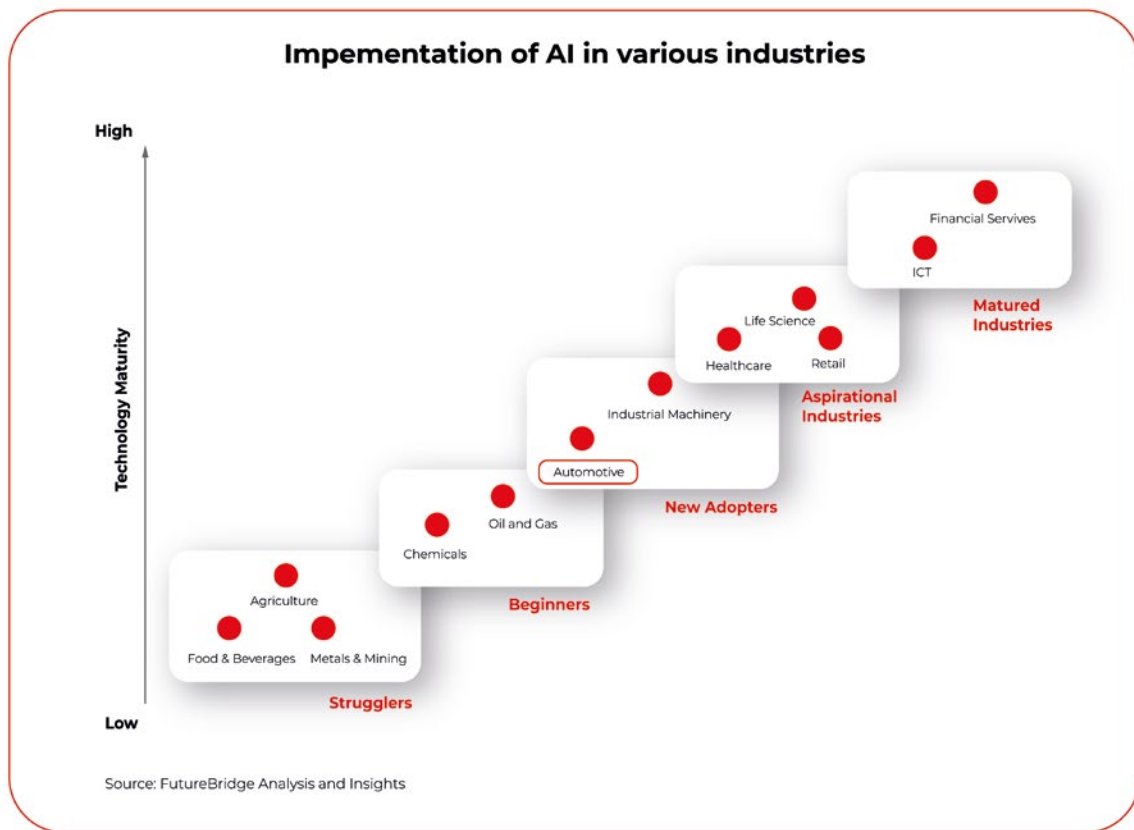 Impementation of AI in various industries
High
Financial Servives
ICT
Matured
Industries
Life Science
Healthcare
Retail
Aspirational
Industries
Industrial Machinery
Automotive
New Adopters
Oil and Gas
Chemicals
Beginners
Agriculture
Food & Beverages
Metals & Mining
Strugglers
Technology Maturity
Low
Source: FutureBridge Analysis and Insights